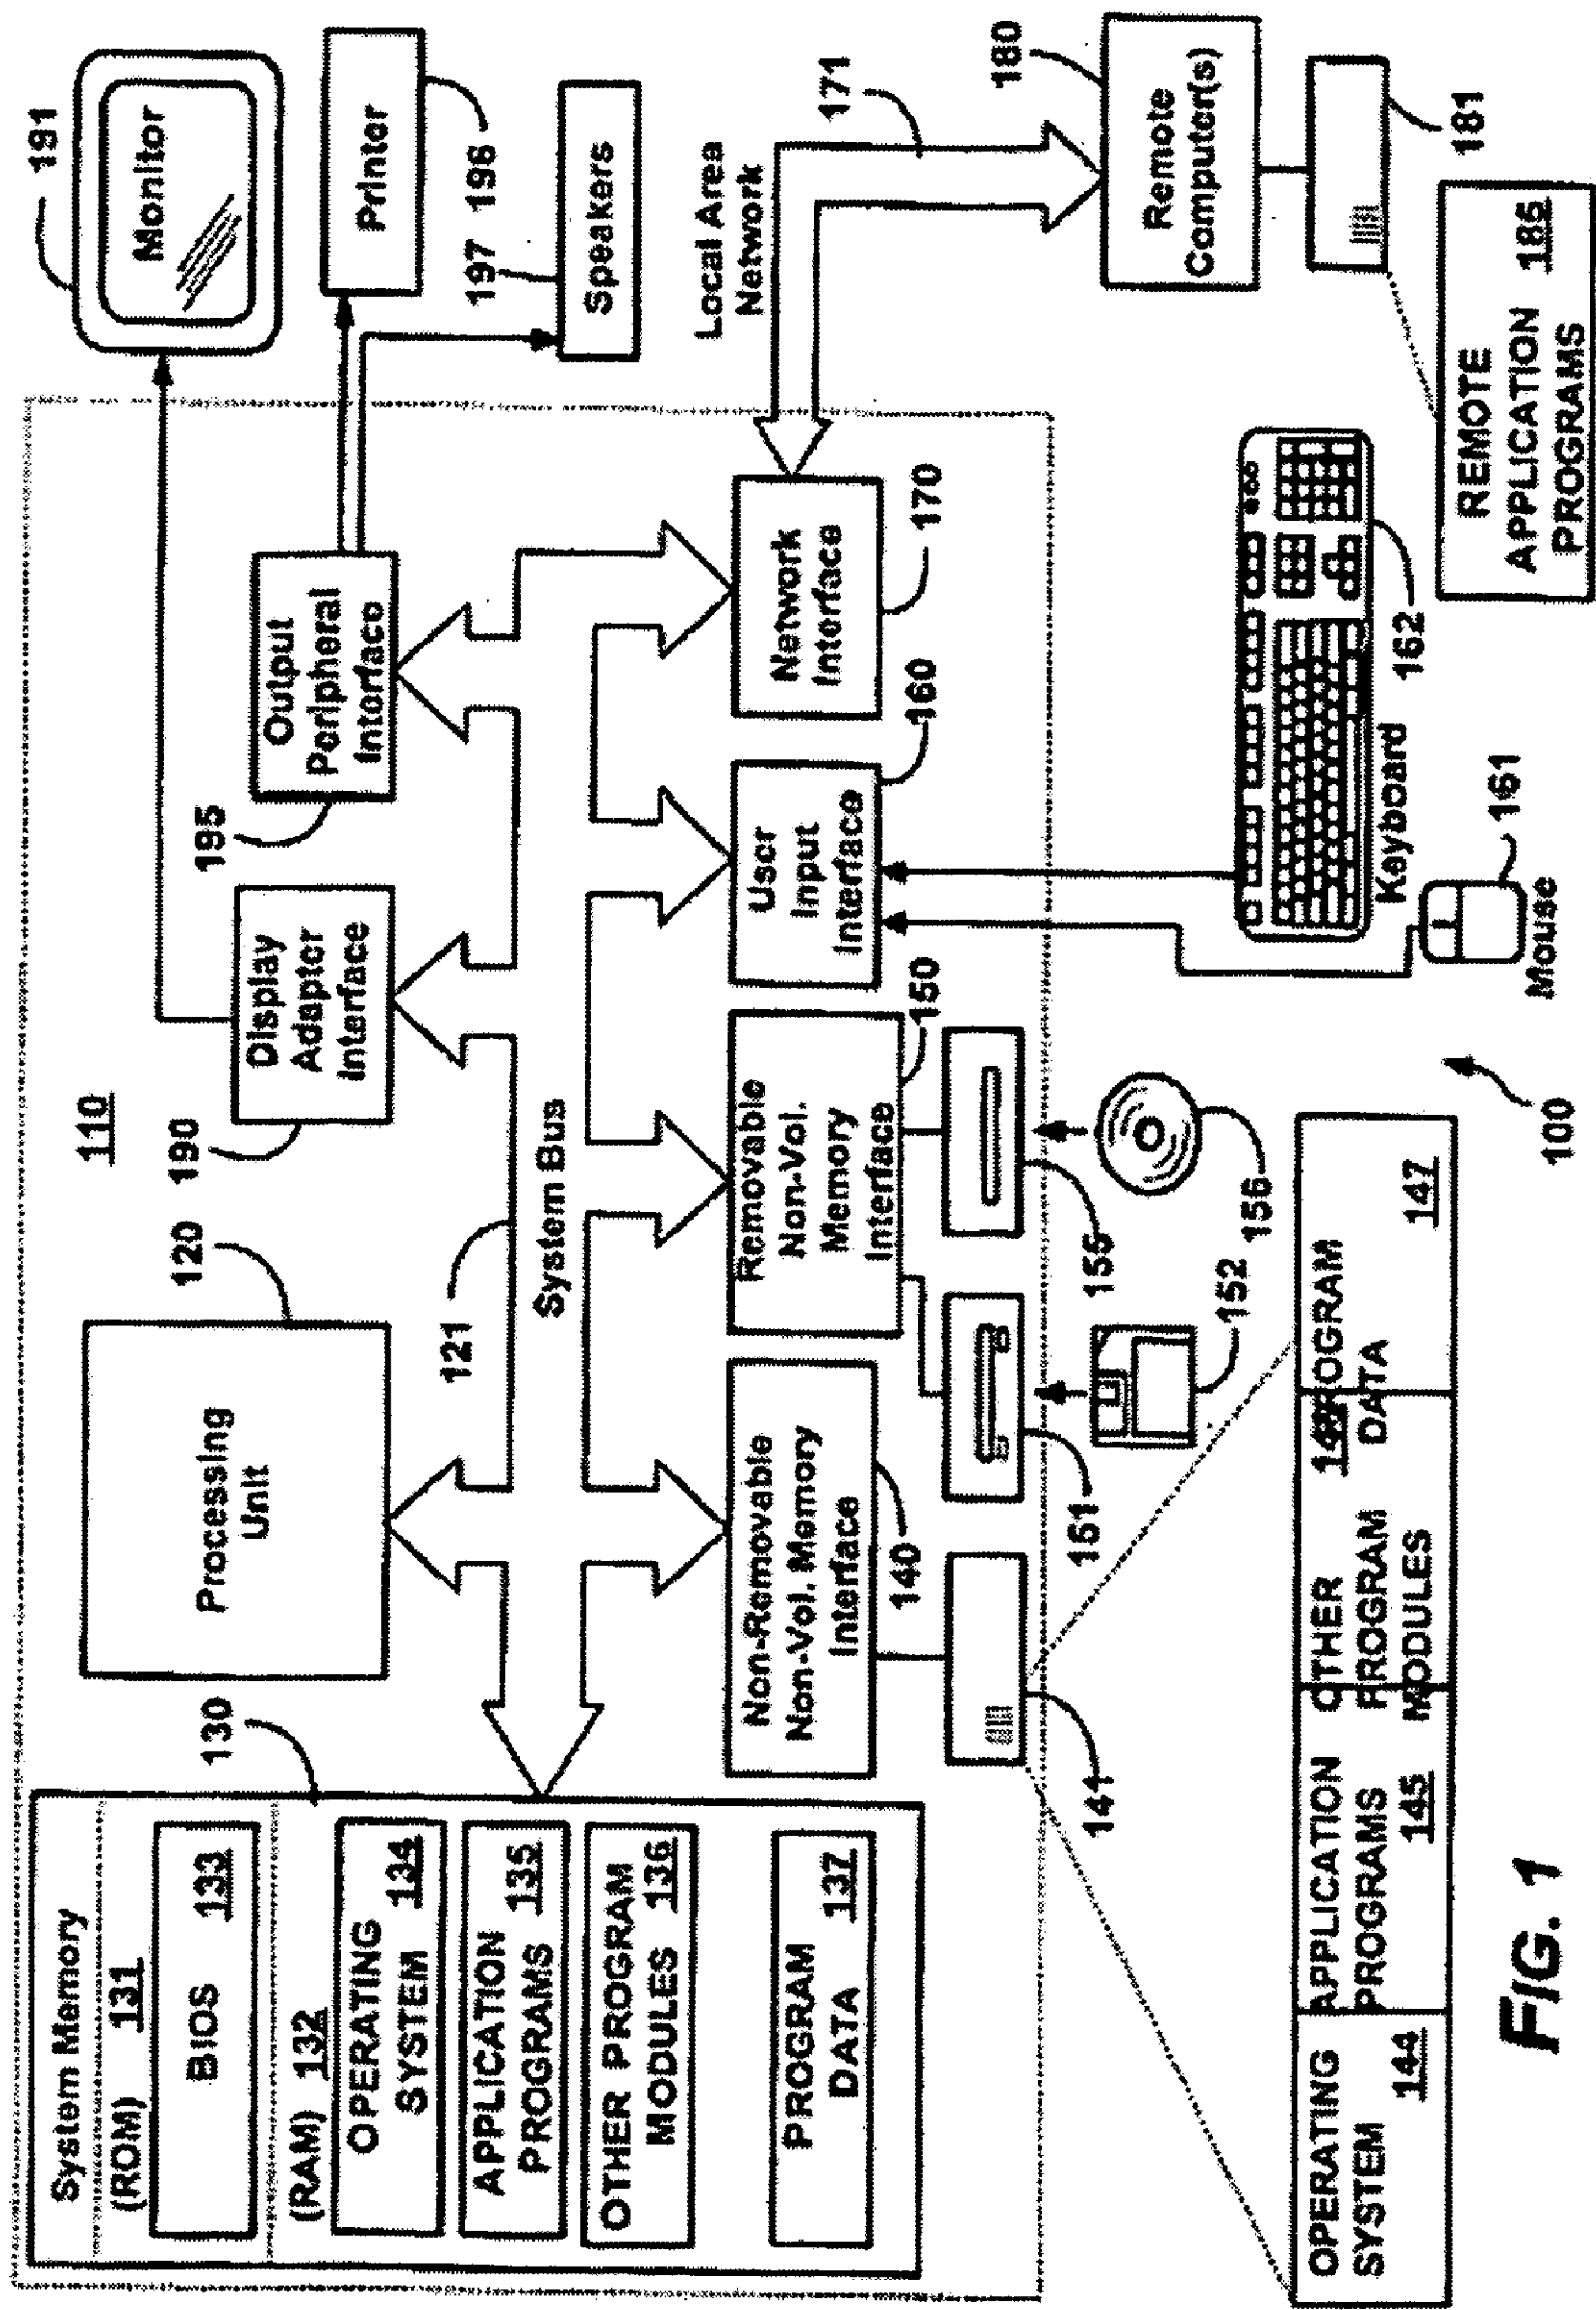 110
191
Monitor
System Memory
(ROM) 131
BIOS 133
(RAM) 132
OPERATING
SYSTEM 134
APPLICATION
PROGRAMS 135
OTHER PROGRAM
MODULES 136
PROGRAM
DATA 137
130
Processing
Unit
120
190
Display
Adapter
Interface
195
Output
Peripheral
Interface
Printer
196
197
Speakers
121
System Bus
Local Area
Network
171
Non-Removable
Non-Vol. Memory
Interface
140
Removable
Non-Vol.
Memory
Interface
150
User
Input
Interface
160
Network
Interface
170
180
Remote
Computer(s)
181
141
151
152
155
156
Keyboard
162
Mouse
161
REMOTE
APPLICATION
PROGRAMS 185
OPERATING
SYSTEM 144
APPLICATION
PROGRAMS 145
OTHER
PROGRAM
MODULES
PROGRAM
DATA
147
100
FIG. 1